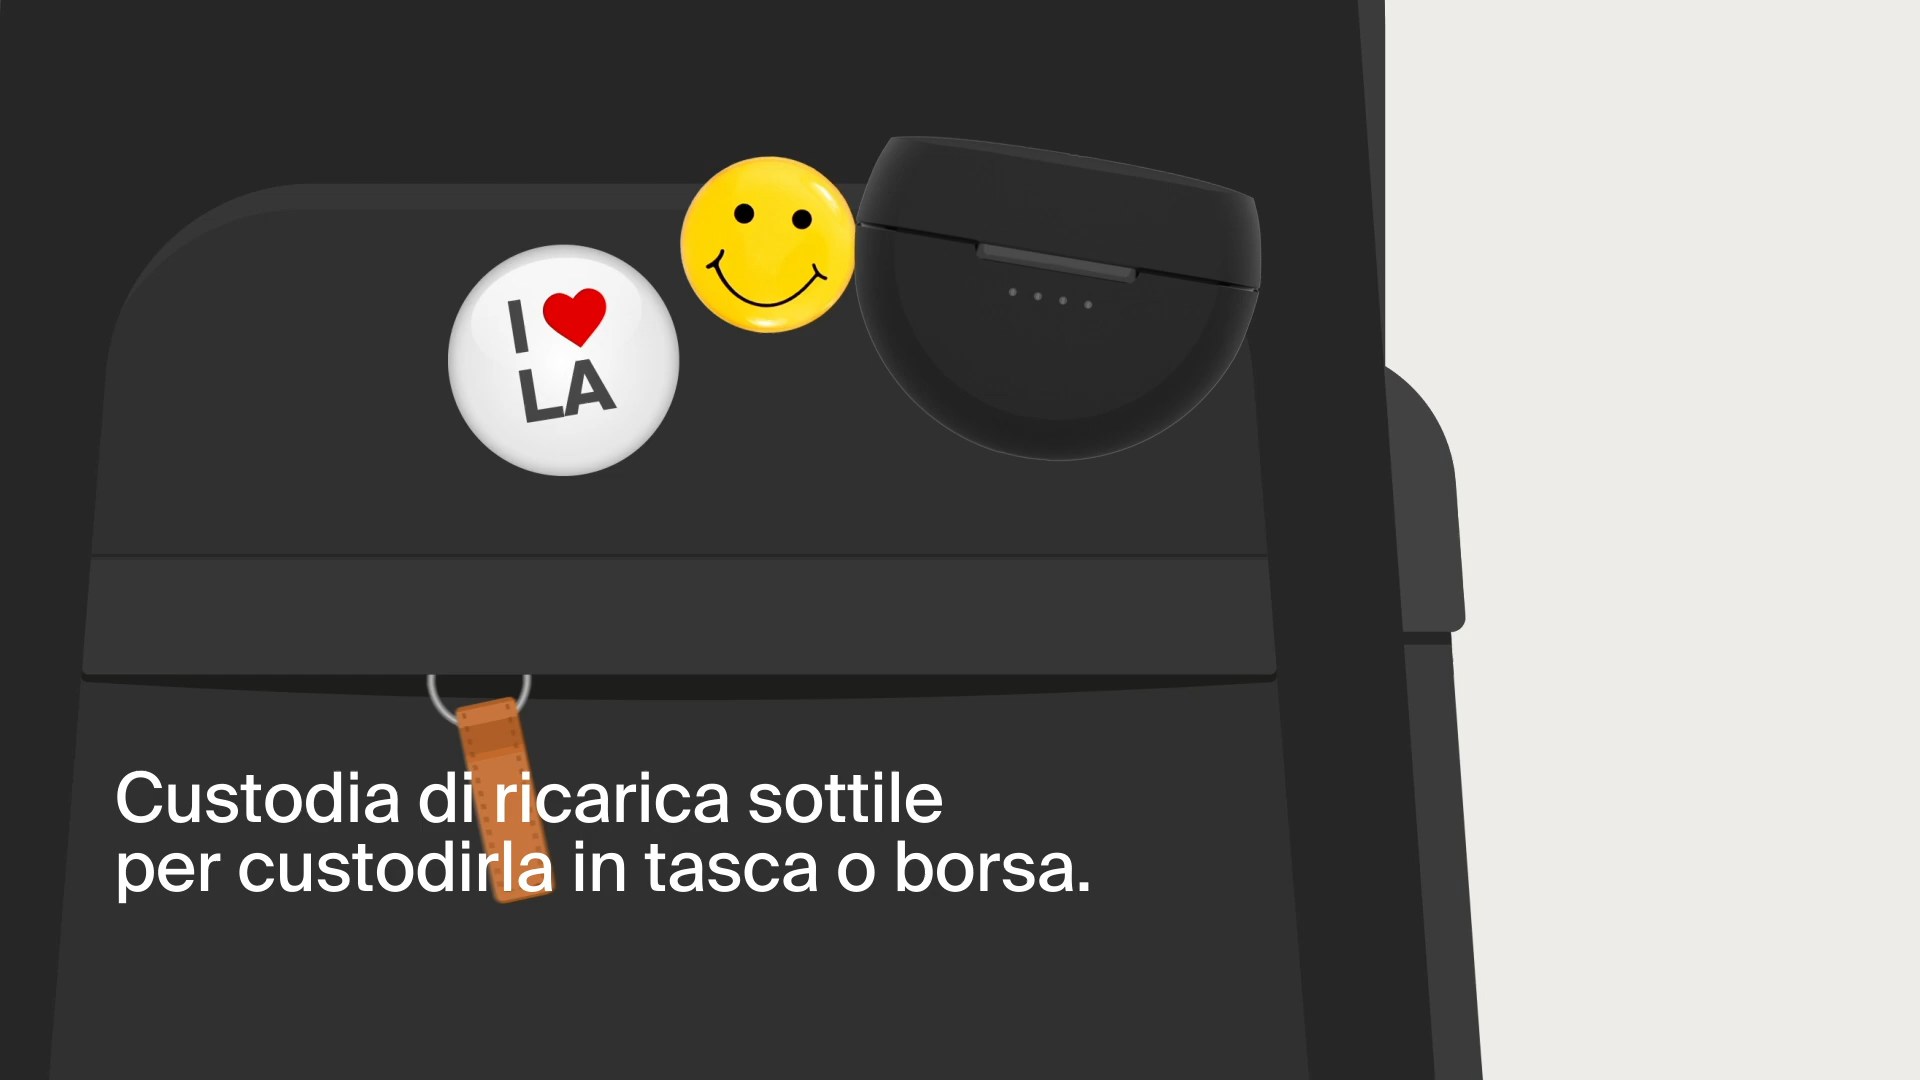 I ❤
LA
Custodia di ricarica sottile
per custodirla in tasca o borsa.